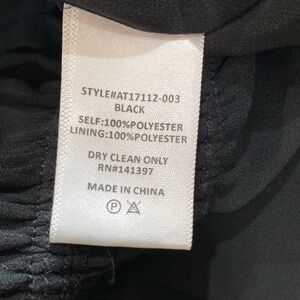 STYLE#AT17112-003
BLACK
SELF:100%POLYESTER
LINING:100%POLYESTER
DRY CLEAN ONLY
RN#141397
MADE IN CHINA
P